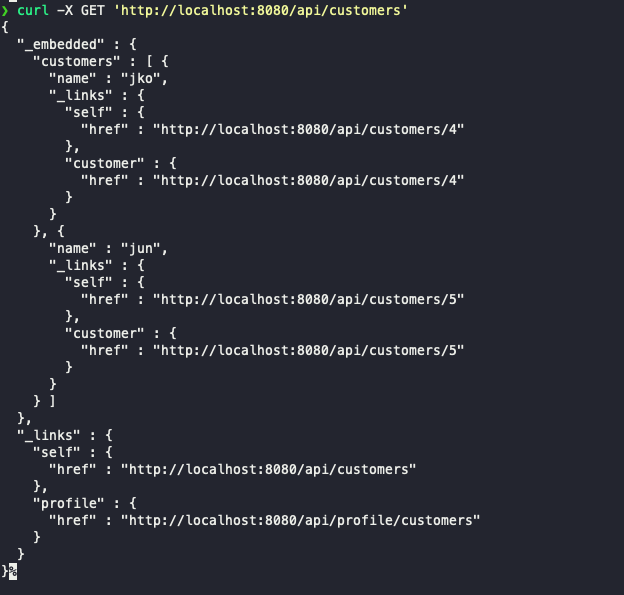 ❯ curl -X GET 'http://localhost:8080/api/customers'
{
  "_embedded" : {
    "customers" : [ {
      "name" : "jko",
      "_links" : {
        "self" : {
          "href" : "http://localhost:8080/api/customers/4"
        },
        "customer" : {
          "href" : "http://localhost:8080/api/customers/4"
        }
      }
    }, {
      "name" : "jun",
      "_links" : {
        "self" : {
          "href" : "http://localhost:8080/api/customers/5"
        },
        "customer" : {
          "href" : "http://localhost:8080/api/customers/5"
        }
      }
    } ]
  },
  "_links" : {
    "self" : {
      "href" : "http://localhost:8080/api/customers"
    },
    "profile" : {
      "href" : "http://localhost:8080/api/profile/customers"
    }
  }
}%